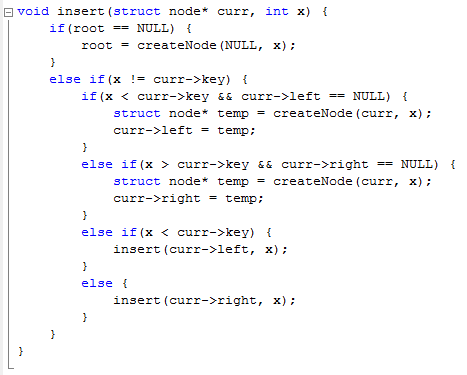 void insert(struct node* curr, int x) {
    if(root == NULL) {
        root = createNode(NULL, x);
    }
    else if(x != curr->key) {
        if(x < curr->key && curr->left == NULL) {
            struct node* temp = createNode(curr, x);
            curr->left = temp;
        }
        else if(x > curr->key && curr->right == NULL) {
            struct node* temp = createNode(curr, x);
            curr->right = temp;
        }
        else if(x < curr->key) {
            insert(curr->left, x);
        }
        else {
            insert(curr->right, x);
        }
    }
}